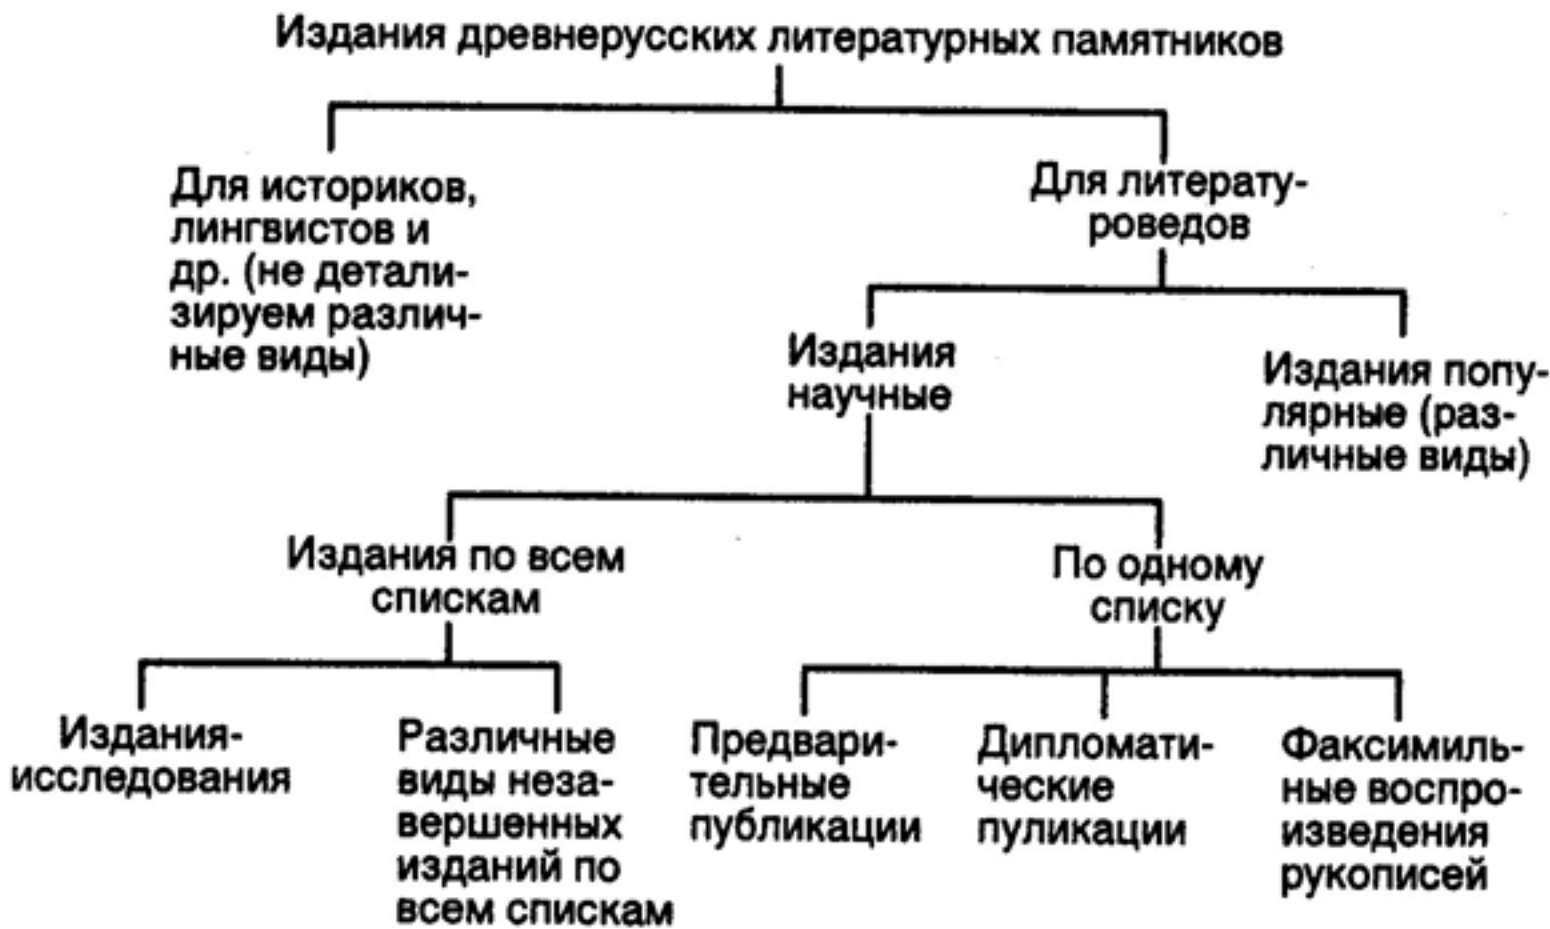 Издания древнерусских литературных памятников
Для историков,
лингвистов и
др. (не детали-
зируем различ-
ные виды)
Для литерату-
роведов
Издания
научные
Издания попу-
лярные (раз-
личные виды)
Издания по всем
спискам
По одному
списку
Издания-
исследования
Различные
виды неза-
вершенных
изданий по
всем спискам
Предвари-
тельные
публикации
Дипломати-
ческие
пуликации
Факсимиль-
ные воспро-
изведения
рукописей